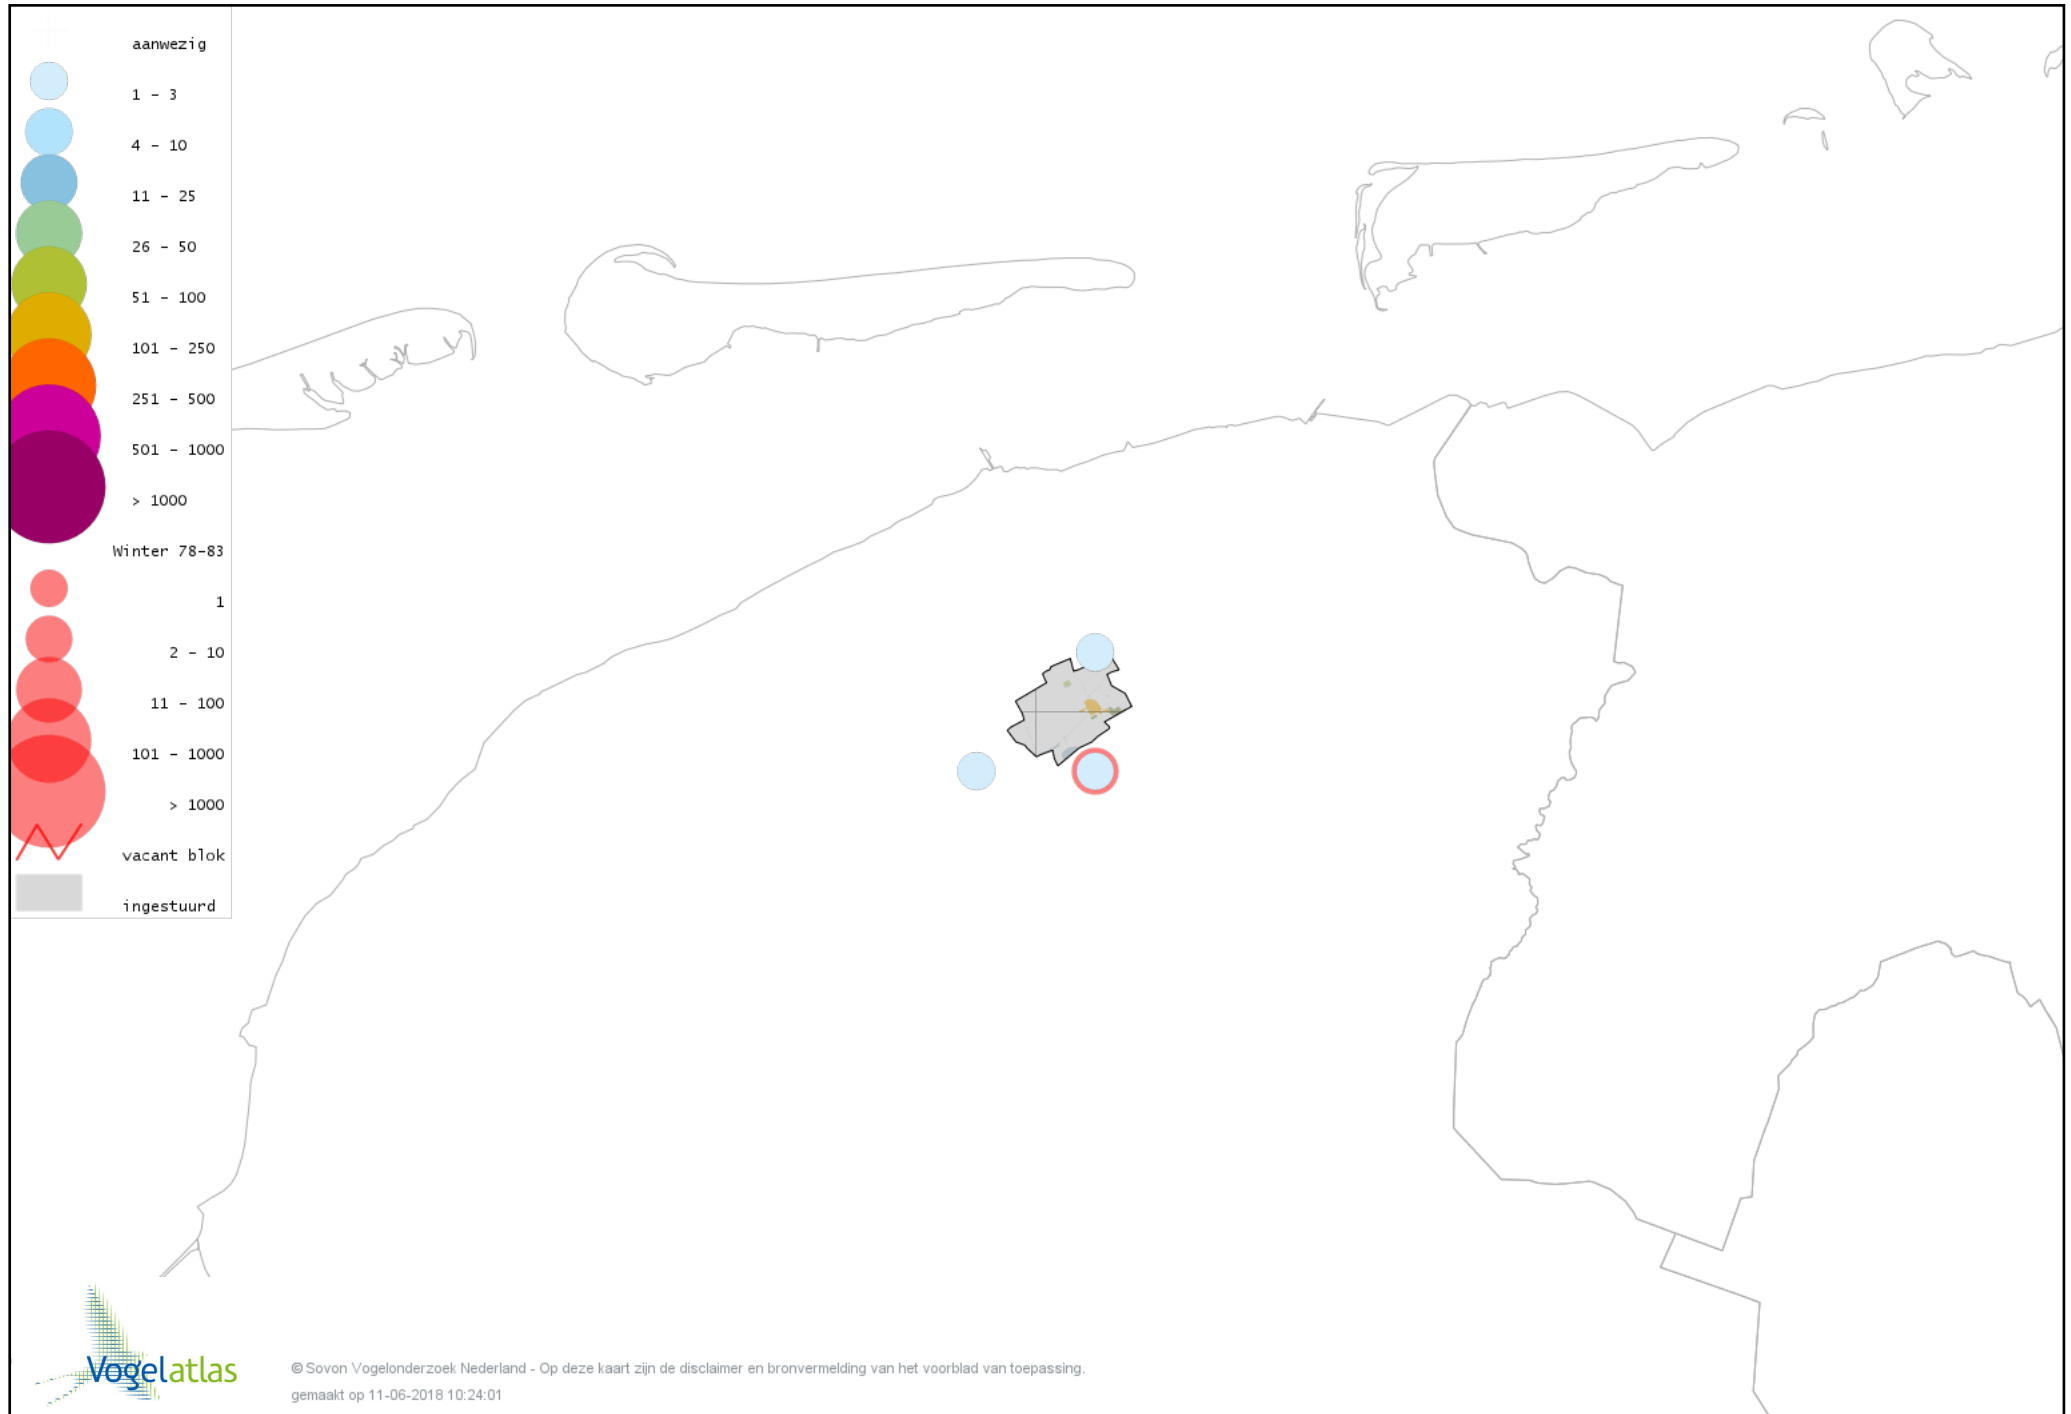 aanwezig
1 - 3
4 - 10
11 - 25
26 - 50
51 - 100
101 - 250
251 - 500
501 - 1000
> 1000
Winter 78-83
1
2 - 10
11 - 100
101 - 1000
> 1000
vacant blok
ingestuurd
Vogelatlas
© Sovon Vogelonderzoek Nederland - Op deze kaart zijn de disclaimer en bronvermelding van het voorblad van toepassing.
gemaakt op 11-06-2018 10:24:01